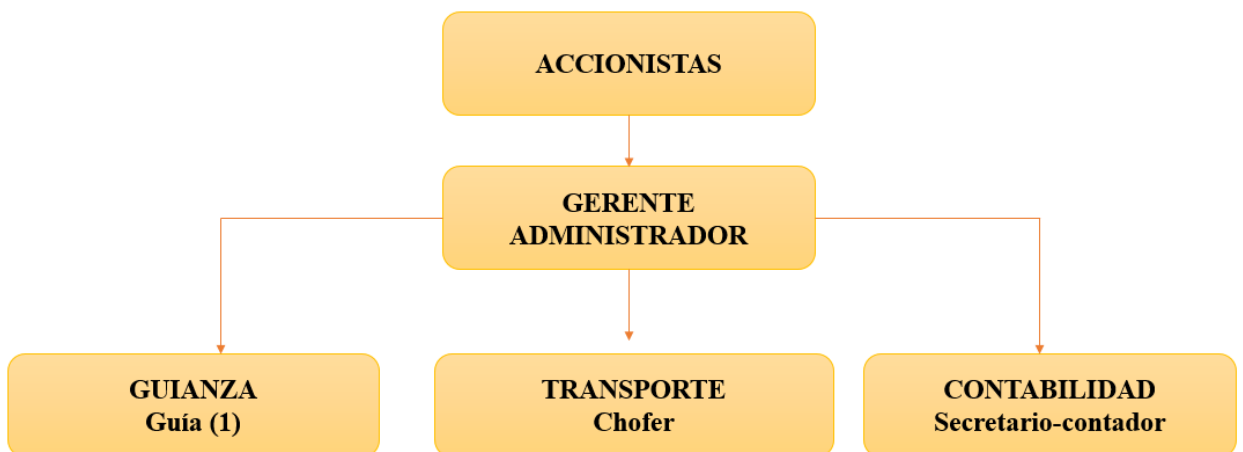 ACCIONISTAS
GERENTE
ADMINISTRADOR
GUIANZA
Guía (1)
TRANSPORTE
Chofer
CONTABILIDAD
Secretario-contador